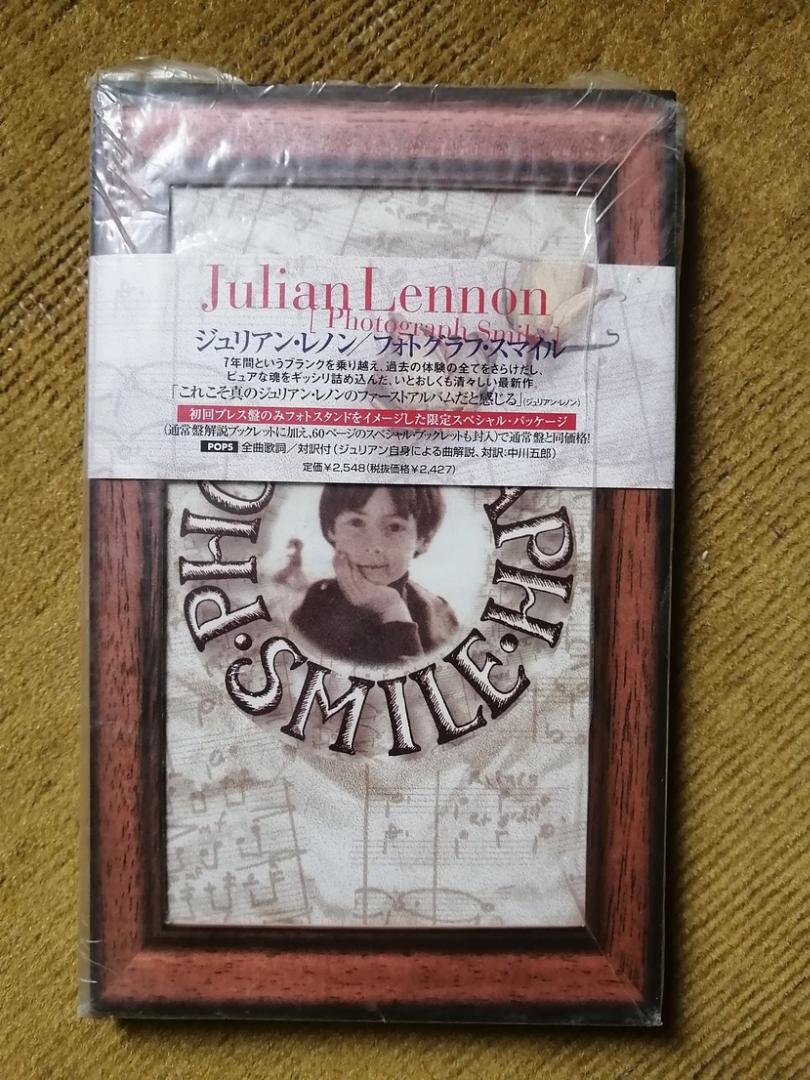 Julian Lennon
[ Photograph Smile ]
ジュリアン・レノン／フォトグラフ・スマイル
7年間というブランクを乗り越え、過去の体験の全てをさらけだし、
ピュアな魂をギッシリ詰め込んだ、いとおしくも清々しい最新作。
「これこそ真のジュリアン・レノンのファーストアルバムだと感じる」(ジュリアン・レノン)
初回プレス盤のみフォトスタンドをイメージした限定スペシャル・パッケージ
(通常盤解説ブックレットに加え、60ページのスペシャル・ブックレットも封入)で通常盤と同価格!
POPS 全曲歌詞／対訳付 (ジュリアン自身による曲解説、対訳:中川五郎)
定価￥2,548(税抜価格￥2,427)
PHO
APH
・SMILE・